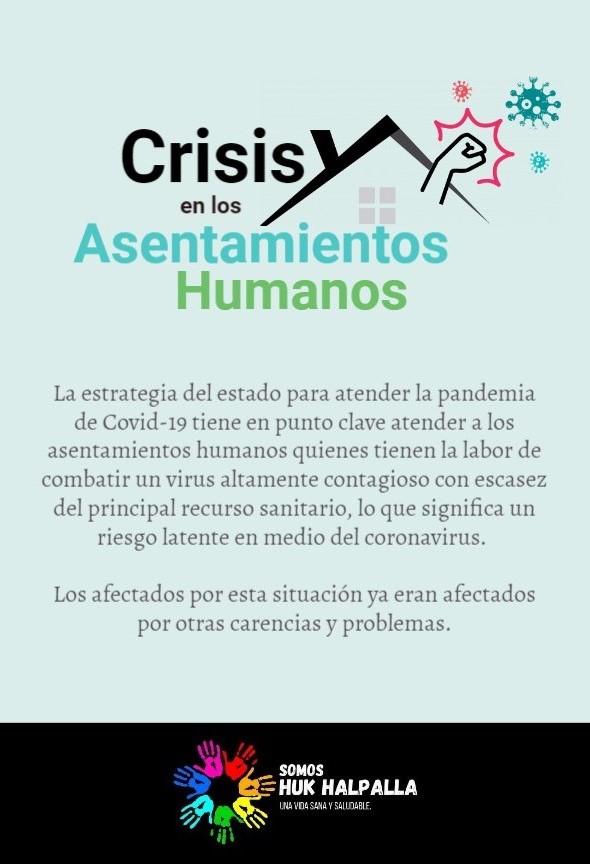 Crisis
en los
Asentamientos
Humanos
La estrategia del estado para atender la pandemia
de Covid-19 tiene en punto clave atender a los
asentamientos humanos quienes tienen la labor de
combatir un virus altamente contagioso con escasez
del principal recurso sanitario, lo que significa un
riesgo latente en medio del coronavirus.
Los afectados por esta situación ya eran afectados
por otras carencias y problemas.
SOMOS
HUK HALPALLA
UNA VIDA SANA Y SALUDABLE.